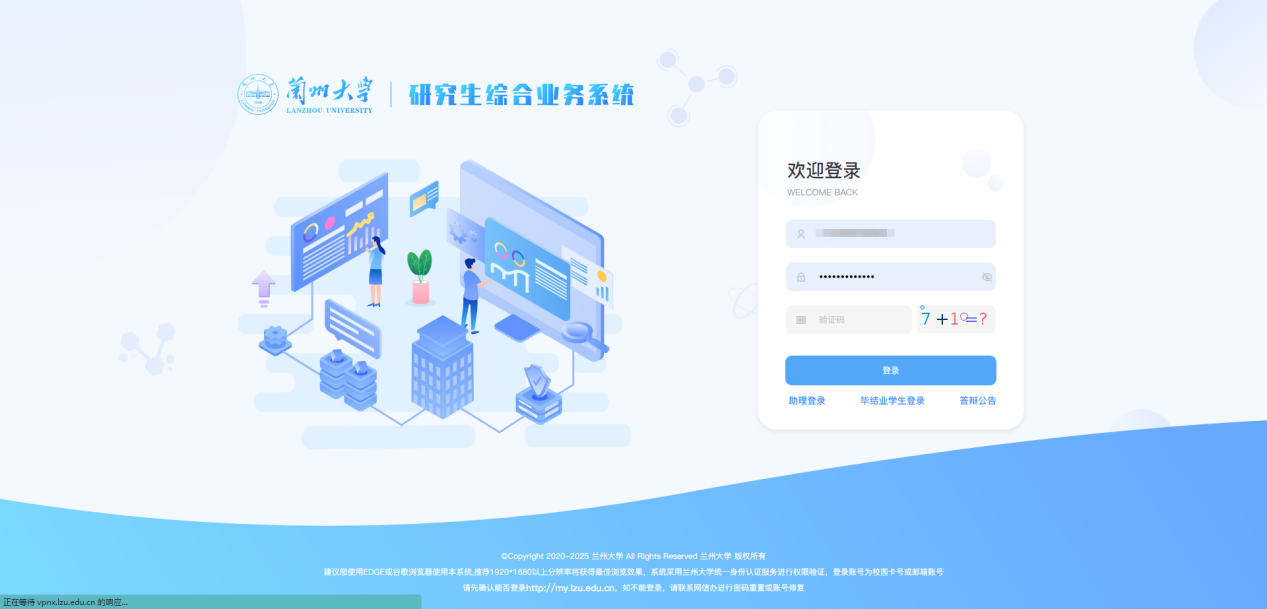 兰州大学
LANZHOU UNIVERSITY
研究生综合业务系统
欢迎登录
WELCOME BACK
•••••••••••••
验证码
7+1=?
登录
助理登录 毕结业学生登录 答辩公告
©Copyright 2020-2025 兰州大学 All Rights Reserved 兰州大学 版权所有
建议您使用EDGE或谷歌浏览器使用本系统,推荐1920*1680以上分辨率将获得最佳浏览效果，系统采用兰州大学统一身份认证服务进行权限验证，登录账号为校园卡号或邮箱账号
请先确认能否登录http://my.lzu.edu.cn，如不能登录，请联系网信办进行密码重置或账号修复
正在等待 vpnx.lzu.edu.cn 的响应...